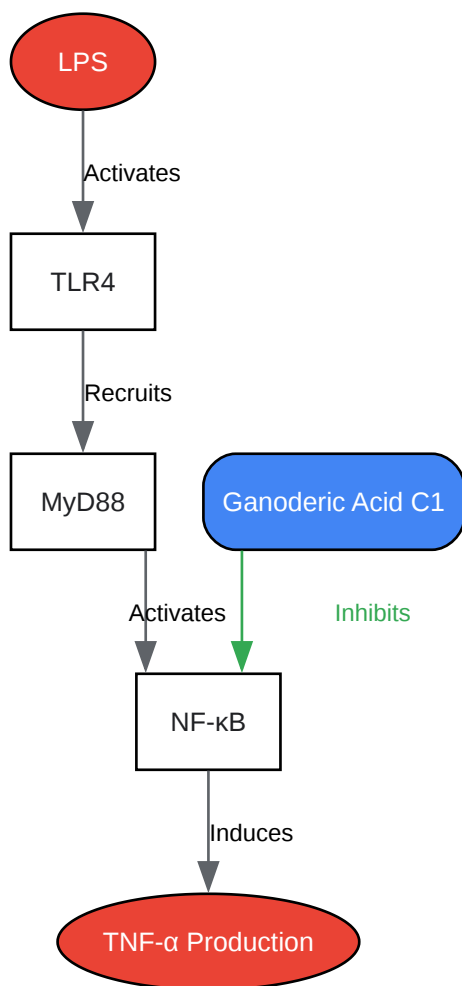 LPS
Activates
TLR4
Recruits
MyD88
Ganoderic Acid C1
Activates
Inhibits
NF-κB
Induces
TNF-α Production